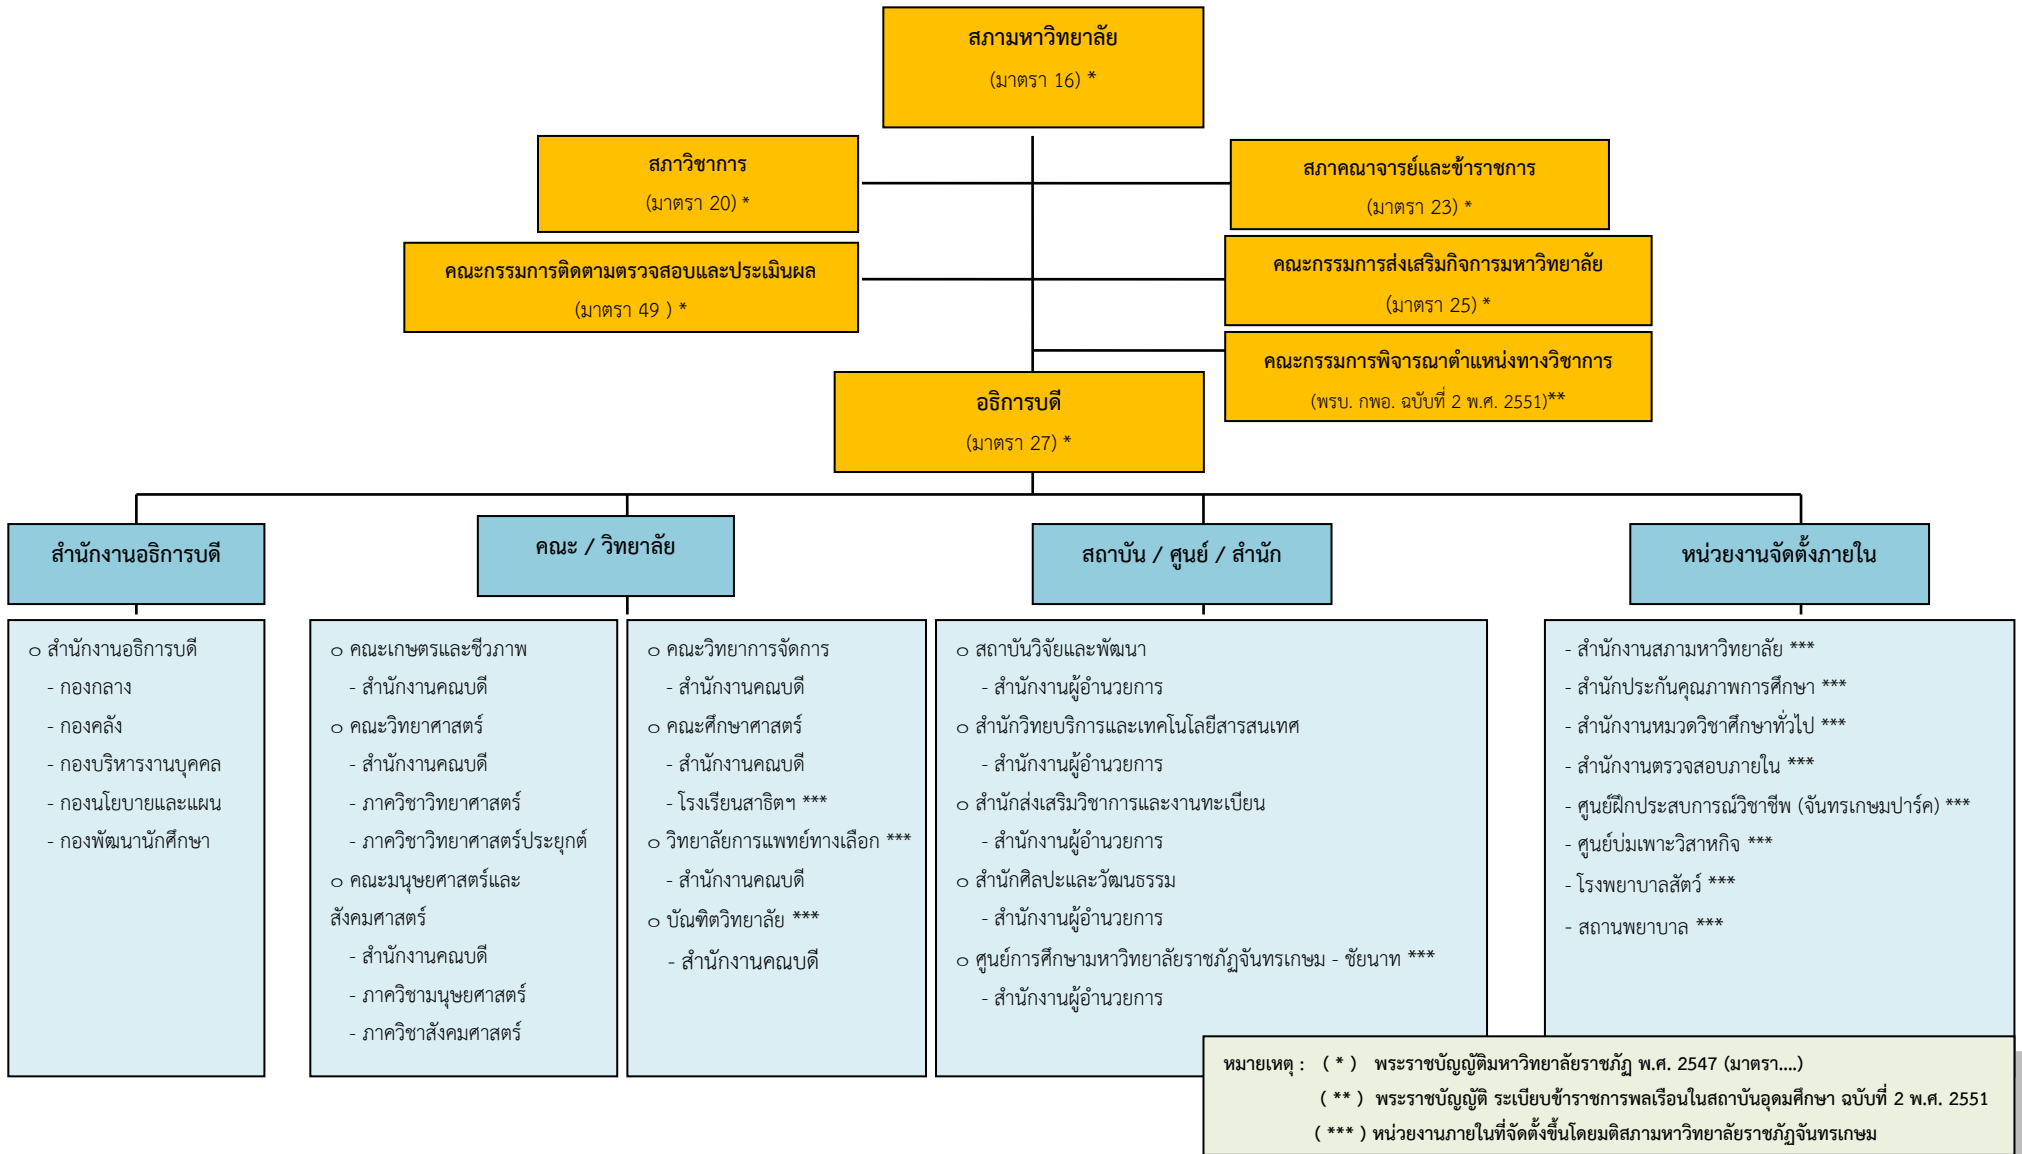 สภามหาวิทยาลัย
(มาตรา 16) *
สภาวิชาการ
(มาตรา 20) *
สภาคณาจารย์และข้าราชการ
(มาตรา 23) *
คณะกรรมการติดตามตรวจสอบและประเมินผล
(มาตรา 49 ) *
คณะกรรมการส่งเสริมกิจการมหาวิทยาลัย
(มาตรา 25) *
คณะกรรมการพิจารณาตำแหน่งทางวิชาการ
(พรบ. กพอ. ฉบับที่ 2 พ.ศ. 2551)**
อธิการบดี
(มาตรา 27) *
สำนักงานอธิการบดี
o สำนักงานอธิการบดี
- กองกลาง
- กองคลัง
- กองบริหารงานบุคคล
- กองนโยบายและแผน
- กองพัฒนานักศึกษา
คณะ / วิทยาลัย
o คณะเกษตรและชีวภาพ
- สำนักงานคณบดี
o คณะวิทยาศาสตร์
- สำนักงานคณบดี
- ภาควิชาวิทยาศาสตร์
- ภาควิชาวิทยาศาสตร์ประยุกต์
o คณะมนุษยศาสตร์และ
สังคมศาสตร์
- สำนักงานคณบดี
- ภาควิชามนุษยศาสตร์
- ภาควิชาสังคมศาสตร์
o คณะวิทยาการจัดการ
- สำนักงานคณบดี
o คณะศึกษาศาสตร์
- สำนักงานคณบดี
- โรงเรียนสาธิตฯ ***
o วิทยาลัยการแพทย์ทางเลือก ***
- สำนักงานคณบดี
o บัณฑิตวิทยาลัย ***
- สำนักงานคณบดี
สถาบัน / ศูนย์ / สำนัก
o สถาบันวิจัยและพัฒนา
- สำนักงานผู้อำนวยการ
o สำนักวิทยบริการและเทคโนโลยีสารสนเทศ
- สำนักงานผู้อำนวยการ
o สำนักส่งเสริมวิชาการและงานทะเบียน
- สำนักงานผู้อำนวยการ
o สำนักศิลปะและวัฒนธรรม
- สำนักงานผู้อำนวยการ
o ศูนย์การศึกษามหาวิทยาลัยราชภัฏจันทรเกษม - ชัยนาท ***
- สำนักงานผู้อำนวยการ
หน่วยงานจัดตั้งภายใน
- สำนักงานสภามหาวิทยาลัย ***
- สำนักประกันคุณภาพการศึกษา ***
- สำนักงานหมวดวิชาศึกษาทั่วไป ***
- สำนักงานตรวจสอบภายใน ***
- ศูนย์ฝึกประสบการณ์วิชาชีพ (จันทรเกษมปาร์ค) ***
- ศูนย์บ่มเพาะวิสาหกิจ ***
- โรงพยาบาลสัตว์ ***
- สถานพยาบาล ***
หมายเหตุ : ( * ) พระราชบัญญัติมหาวิทยาลัยราชภัฏ พ.ศ. 2547 (มาตรา....)
( ** ) พระราชบัญญัติ ระเบียบข้าราชการพลเรือนในสถาบันอุดมศึกษา ฉบับที่ 2 พ.ศ. 2551
( *** ) หน่วยงานภายในที่จัดตั้งขึ้นโดยมติสภามหาวิทยาลัยราชภัฏจันทรเกษม